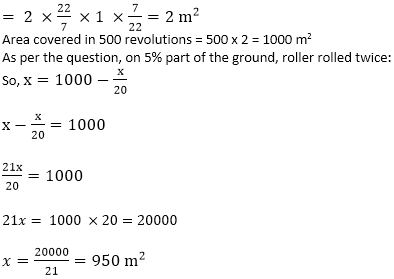 = 2 × 22/7 × 1 × 7/22 = 2 m²
Area covered in 500 revolutions = 500 x 2 = 1000 m²
As per the question, on 5% part of the ground, roller rolled twice:
So, x = 1000 − x/20
x − x/20 = 1000
21x/20 = 1000
21x = 1000 × 20 = 20000
x = 20000/21 = 950 m²